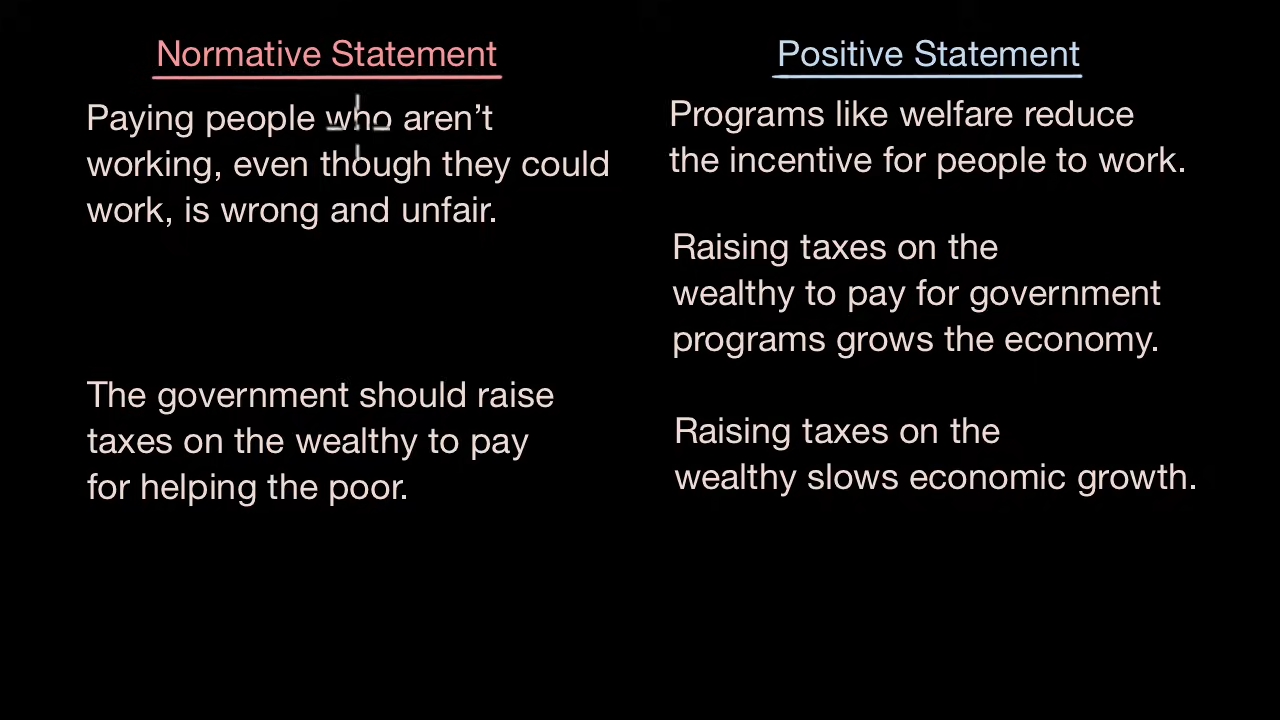 Normative Statement
Paying people who aren't
working, even though they could
work, is wrong and unfair.
The government should raise
taxes on the wealthy to pay
for helping the poor.
Positive Statement
Programs like welfare reduce
the incentive for people to work.
Raising taxes on the
wealthy to pay for government
programs grows the economy.
Raising taxes on the
wealthy slows economic growth.